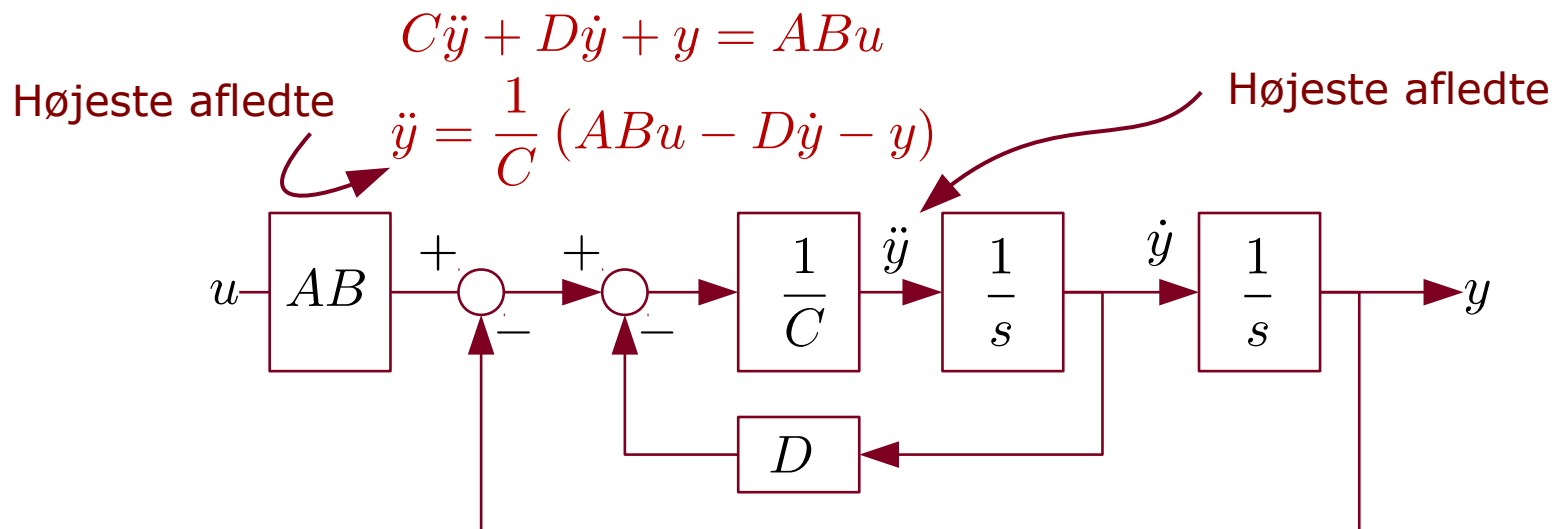 Cÿ + Dẏ + y = ABu
Højeste afledte
ÿ = 1/C (ABu − Dẏ − y)
Højeste afledte
u AB + − + − 1/C ÿ 1/s ẏ 1/s y
D